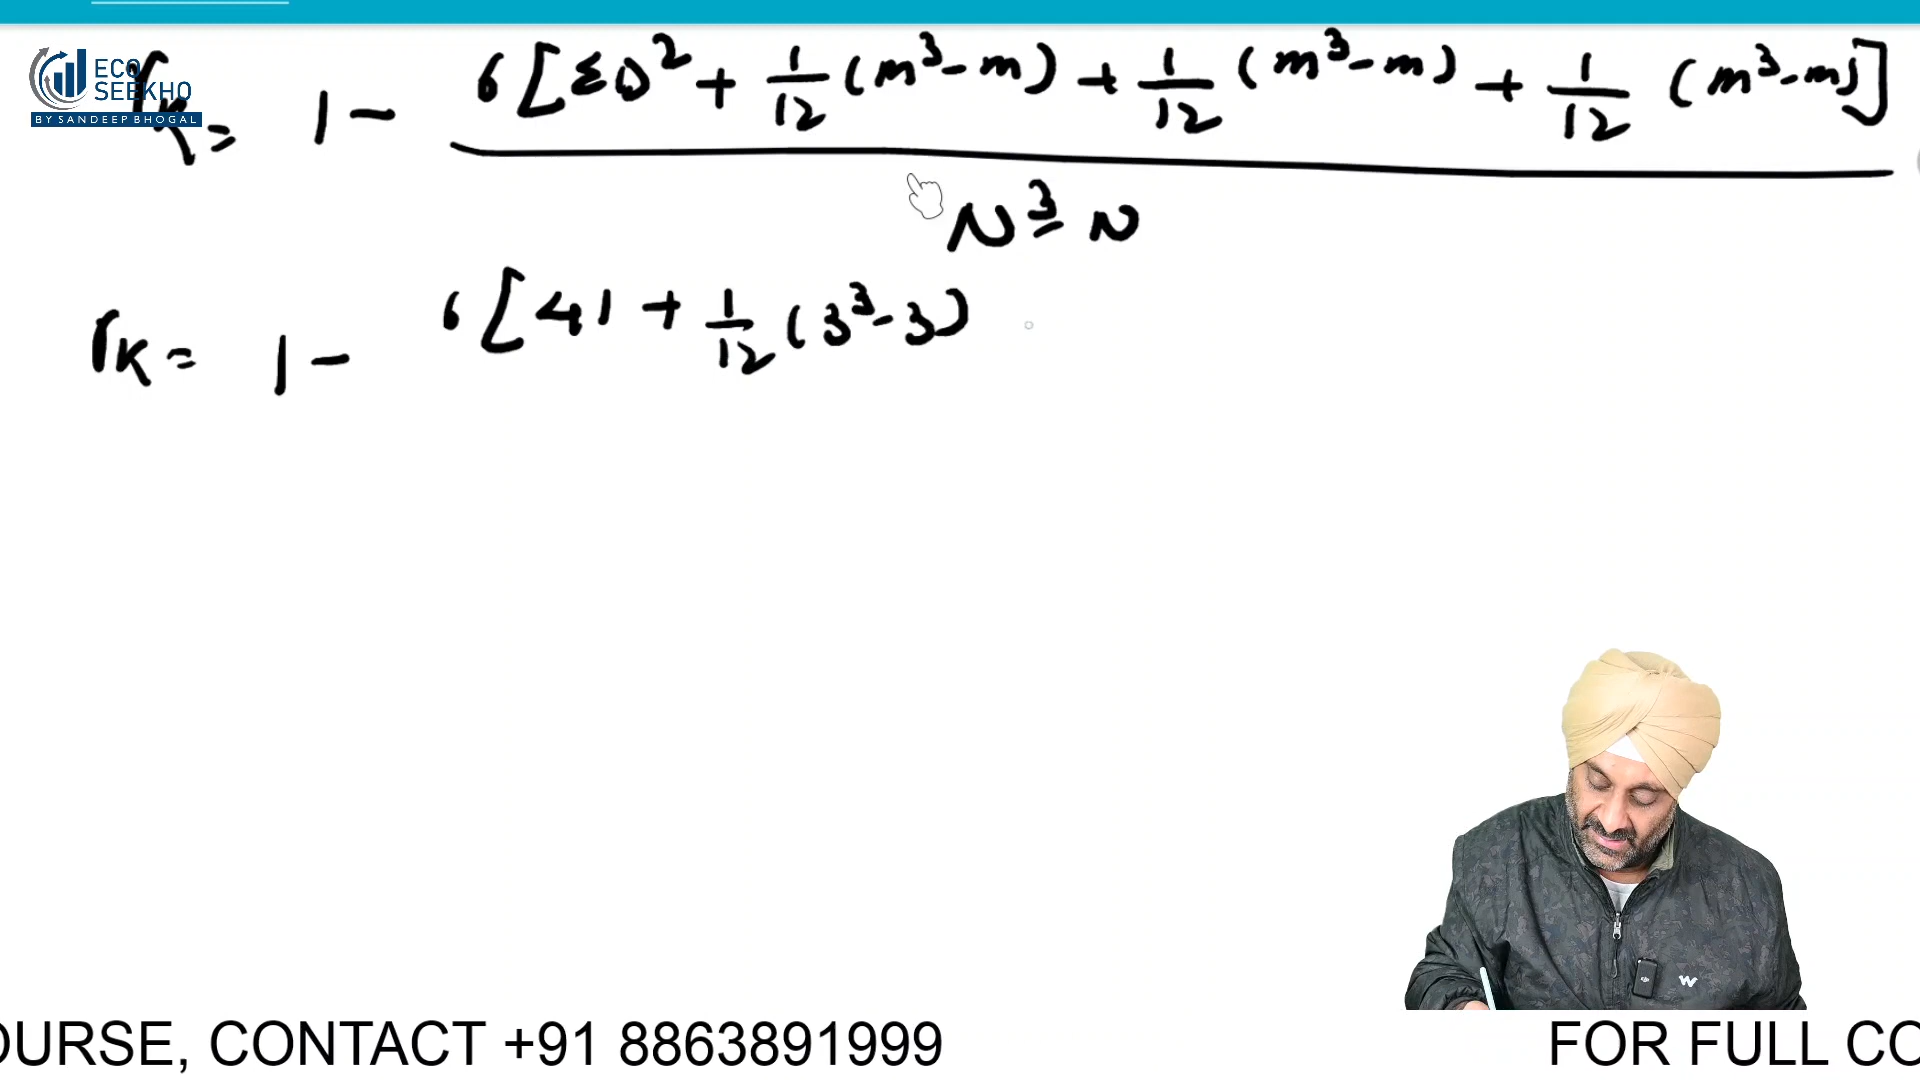 ECO
SEEKHO
BY SANDEEP BHOGAL
rₖ = 1 - 6[ΣD² + 1/12 (m³-m) + 1/12 (m³-m) + 1/12 (m³-m)] / N³-N
rₖ = 1 - 6[41 + 1/12 (3³-3)
OURSE, CONTACT +91 8863891999 FOR FULL CO